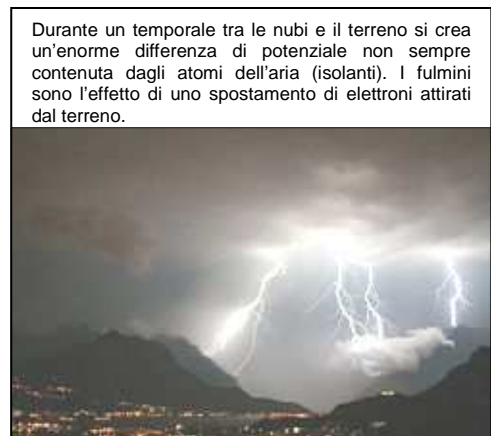 Durante un temporale tra le nubi e il terreno si crea
un’enorme differenza di potenziale non sempre
contenuta dagli atomi dell’aria (isolanti). I fulmini
sono l’effetto di uno spostamento di elettroni attirati
dal terreno.